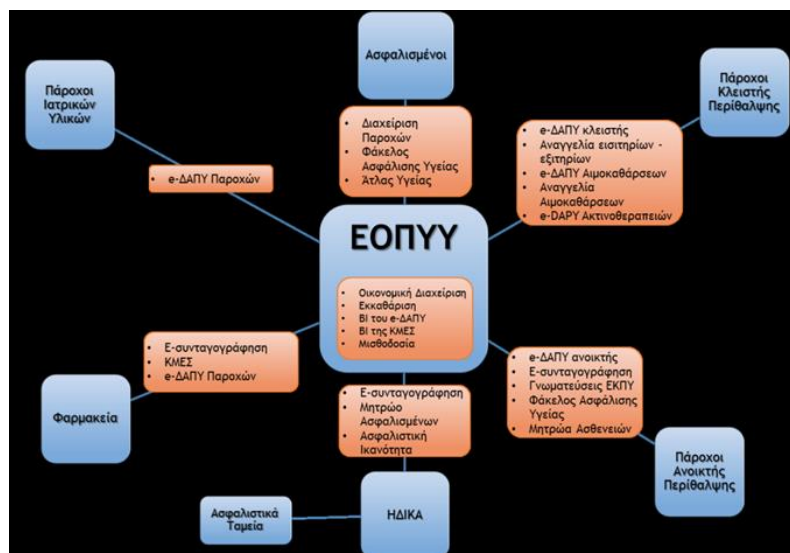 Ασφαλισμένοι
Πάροχοι
Ιατρικών
Υλικών
Πάροχοι
Κλειστής
Περίθαλψης
• Διαχείριση
Παροχών
• Φάκελος
Ασφάλισης Υγείας
• Άτλας Υγείας
• e-ΔΑΠΥ κλειστής
• Αναγγελία εισιτηρίων -
εξιτηρίων
• e-ΔΑΠΥ Αιμοκαθάρσεων
• Αναγγελία
Αιμοκαθάρσεων
• e-DAPY Ακτινοθεραπειών
• e-ΔΑΠΥ Παροχών
ΕΟΠΥΥ
• Οικονομική Διαχείριση
• Εκκαθάριση
• BI του e-ΔΑΠΥ
• BI της ΚΜΕΣ
• Μισθοδοσία
• Ε-συνταγογράφηση
• ΚΜΕΣ
• e-ΔΑΠΥ Παροχών
• e-ΔΑΠΥ ανοικτής
• Ε-συνταγογράφηση
• Γνωματεύσεις ΕΚΠΥ
• Φάκελος Ασφάλισης
Υγείας
• Μητρώα Ασθενειών
Φαρμακεία
• Ε-συνταγογράφηση
• Μητρώο
Ασφαλισμένων
• Ασφαλιστική
Ικανότητα
Πάροχοι
Ανοικτής
Περίθαλψης
Ασφαλιστικά
Ταμεία
ΗΔΙΚΑ